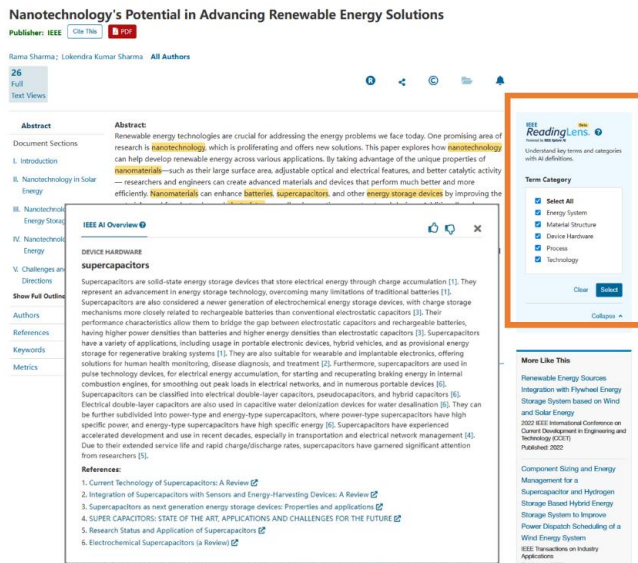 Nanotechnology's Potential in Advancing Renewable Energy Solutions
Publisher: IEEE
Cite This
PDF
Rama Sharma; Lokendra Kumar Sharma All Authors
26
Full
Text Views
Abstract
Document Sections
I. Introduction
II. Nanotechnology in Solar
Energy
III. Nanotechnolo
Energy Storag
IV. Nanotechnolo
Energy
V. Challenges an
Directions
Show Full Outline
Authors
References
Keywords
Metrics
Abstract:
Renewable energy technologies are crucial for addressing the energy problems we face today. One promising area of
research is nanotechnology, which is proliferating and offers new solutions. This paper explores how nanotechnology
can help develop renewable energy across various applications. By taking advantage of the unique properties of
nanomaterials—such as their large surface area, adjustable optical and electrical features, and better catalytic activity
— researchers and engineers can create advanced materials and devices that perform much better and more
efficiently. Nanomaterials can enhance batteries, supercapacitors, and other energy storage devices by improving the
IEEE AI Overview
DEVICE HARDWARE
supercapacitors
Supercapacitors are solid-state energy storage devices that store electrical energy through charge accumulation [1]. They
represent an advancement in energy storage technology, overcoming many limitations of traditional batteries [1].
Supercapacitors are also considered a newer generation of electrochemical energy storage devices, with charge storage
mechanisms more closely related to rechargeable batteries than conventional electrostatic capacitors [3]. Their
performance characteristics allow them to bridge the gap between electrostatic capacitors and rechargeable batteries,
having higher power densities than batteries and higher energy densities than electrostatic capacitors [3]. Supercapacitors
have a variety of applications, including usage in portable electronic devices, hybrid vehicles, and as provisional energy
storage for regenerative braking systems [1]. They are also suitable for wearable and implantable electronics, offering
solutions for human health monitoring, disease diagnosis, and treatment [2]. Furthermore, supercapacitors are used in
pulse technology devices, for electrical energy accumulation, for starting and recuperating braking energy in internal
combustion engines, for smoothing out peak loads in electrical networks, and in numerous portable devices [6].
Supercapacitors can be classified into electrical double-layer capacitors, pseudocapacitors, and hybrid capacitors [6].
Electrical double-layer capacitors are also used in capacitive water deionization devices for water desalination [6]. They can
be further subdivided into power-type and energy-type supercapacitors, where power-type supercapacitors have high
specific power, and energy-type supercapacitors have high specific energy [6]. Supercapacitors have experienced
accelerated development and use in recent decades, especially in transportation and electrical network management [4].
Due to their extended service life and rapid charge/discharge rates, supercapacitors have garnered significant attention
from researchers [5].
References:
1. Current Technology of Supercapacitors: A Review
2. Integration of Supercapacitors with Sensors and Energy-Harvesting Devices: A Review
3. Supercapacitors as next generation energy storage devices: Properties and applications
4. SUPER CAPACITORS: STATE OF THE ART, APPLICATIONS AND CHALLENGES FOR THE FUTURE
5. Research Status and Application of Supercapacitors
6. Electrochemical Supercapacitors (a Review)
IEEE
ReadingLens
Understand key terms and categories
with AI definitions.
Term Category
Select All
Energy System
Material Structure
Device Hardware
Process
Technology
Clear Select
Collapse
More Like This
Renewable Energy Sources
Integration with Flywheel Energy
Storage System based on Wind
and Solar Energy
2022 IEEE International Conference on
Current Development in Engineering and
Technology (CCET)
Published: 2022
Component Sizing and Energy
Management for a
Supercapacitor and Hydrogen
Storage Based Hybrid Energy
Storage System to Improve
Power Dispatch Scheduling of a
Wind Energy System
IEEE Transactions on Industry
Applications